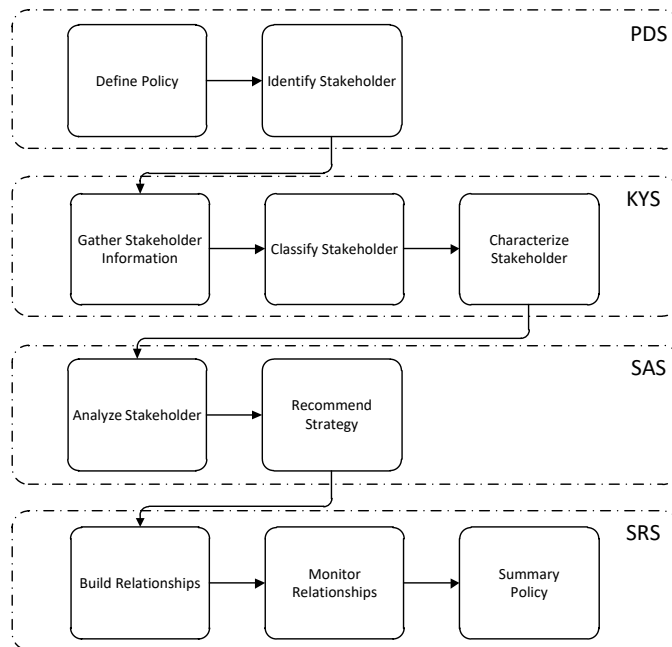 PDS
Define Policy
Identify Stakeholder
KYS
Gather Stakeholder
Information
Classify Stakeholder
Characterize
Stakeholder
SAS
Analyze Stakeholder
Recommend
Strategy
SRS
Build Relationships
Monitor
Relationships
Summary
Policy